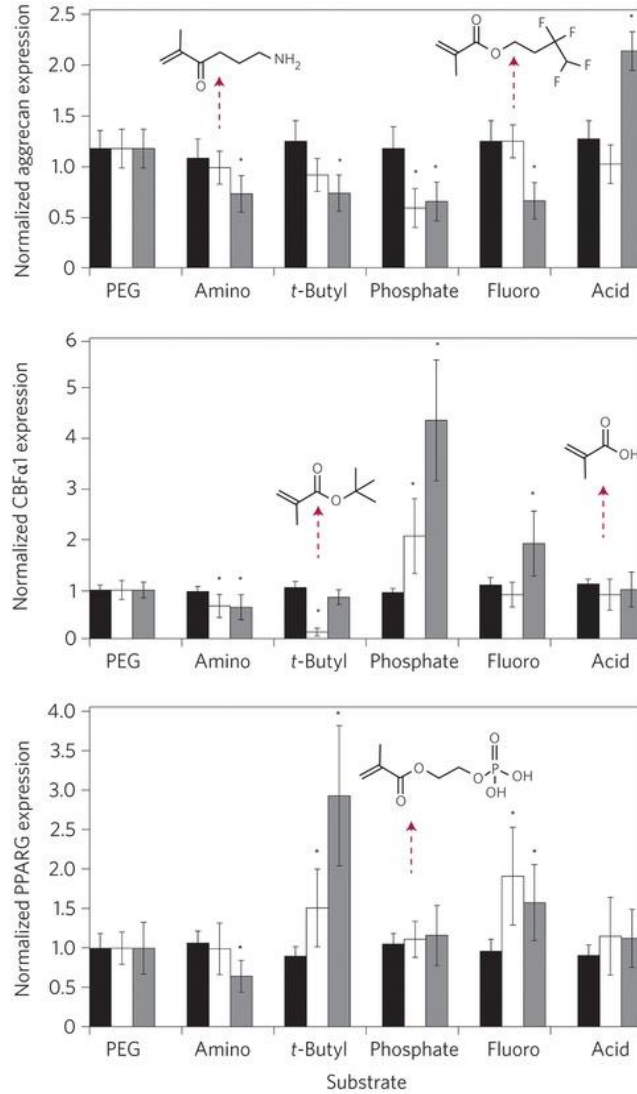 Normalized aggrecan expression
2.5
2.0
1.5
1.0
0.5
0
O
NH₂
O
O
F
F
F
F
*
*
*
*
*
*
PEG
Amino
t-Butyl
Phosphate
Fluoro
Acid
Normalized CBFα1 expression
6
5
4
3
2
1
0
O
O
O
OH
*
*
*
*
*
*
PEG
Amino
t-Butyl
Phosphate
Fluoro
Acid
Normalized PPARG expression
4.0
3.5
3.0
2.5
2.0
1.5
1.0
0.5
0
O
O
O
O
P
OH
OH
*
*
*
*
*
PEG
Amino
t-Butyl
Phosphate
Fluoro
Acid
Substrate